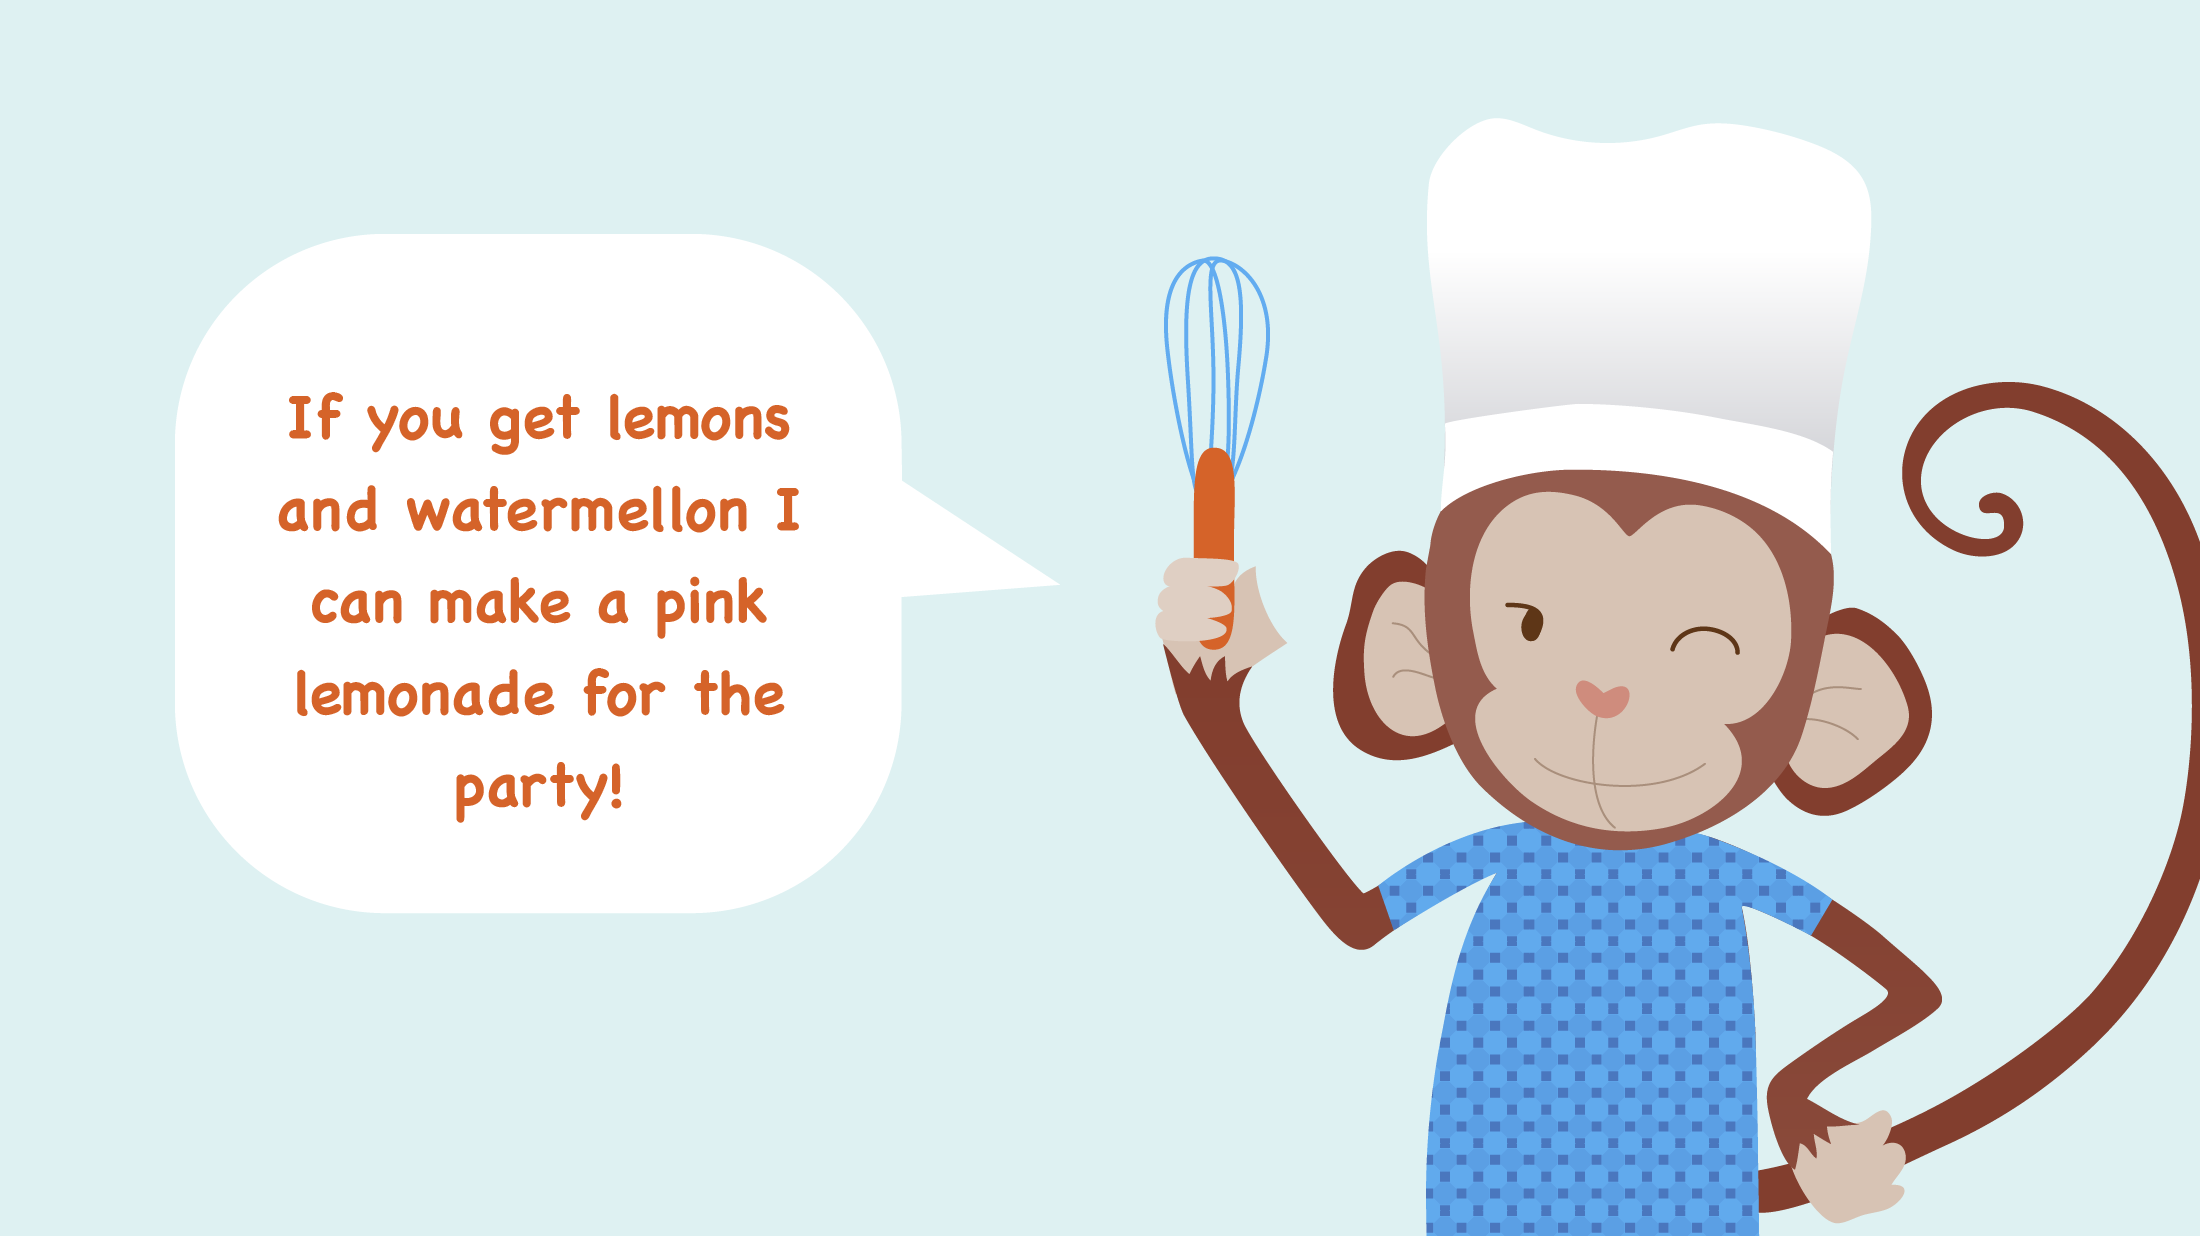 If you get lemons
and watermellon I
can make a pink
lemonade for the
party!